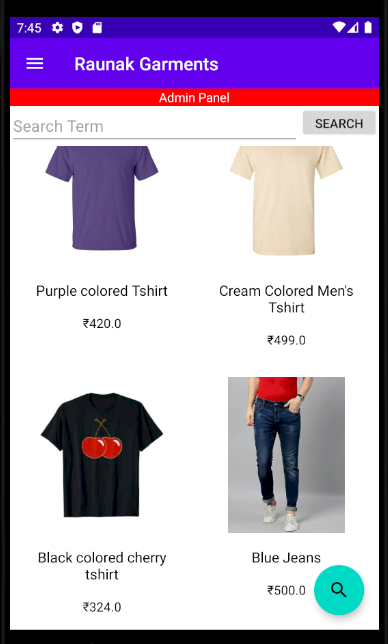 7:45
Raunak Garments
Admin Panel
Search Term
SEARCH
Purple colored Tshirt
₹420.0
Cream Colored Men's
Tshirt
₹499.0
Black colored cherry
tshirt
₹324.0
Blue Jeans
₹500.0